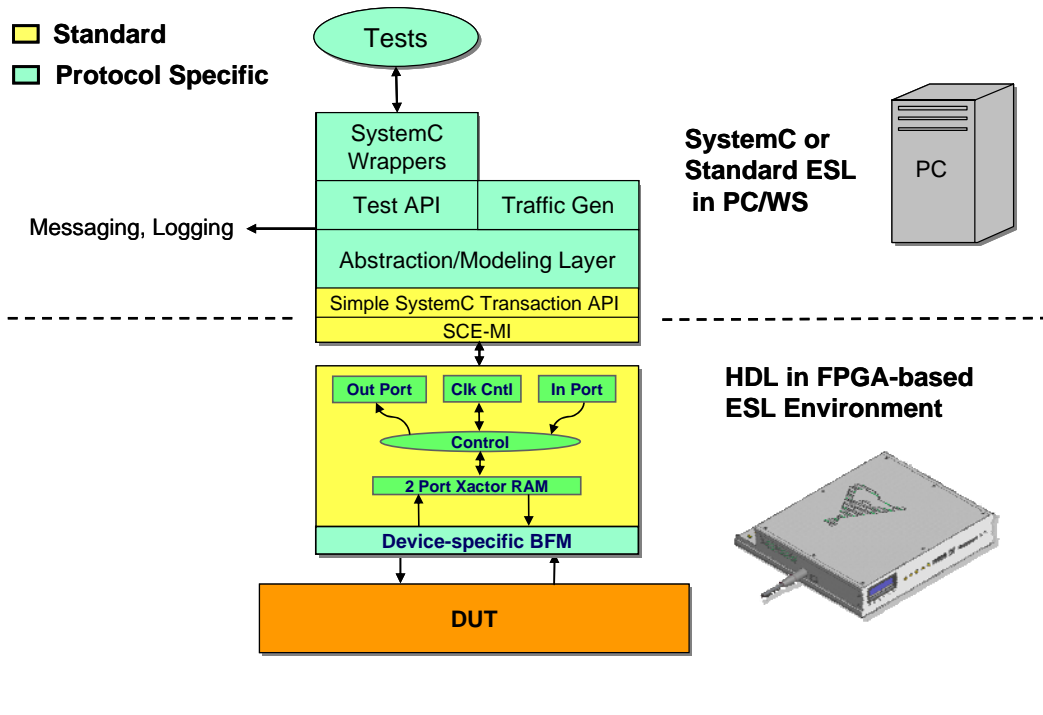 Standard
Protocol Specific
Tests
SystemC
Wrappers
Test API
Traffic Gen
Messaging, Logging
Abstraction/Modeling Layer
Simple SystemC Transaction API
SCE-MI
SystemC or
Standard ESL
in PC/WS
PC
Out Port
Clk Cntl
In Port
Control
2 Port Xactor RAM
Device-specific BFM
DUT
HDL in FPGA-based
ESL Environment